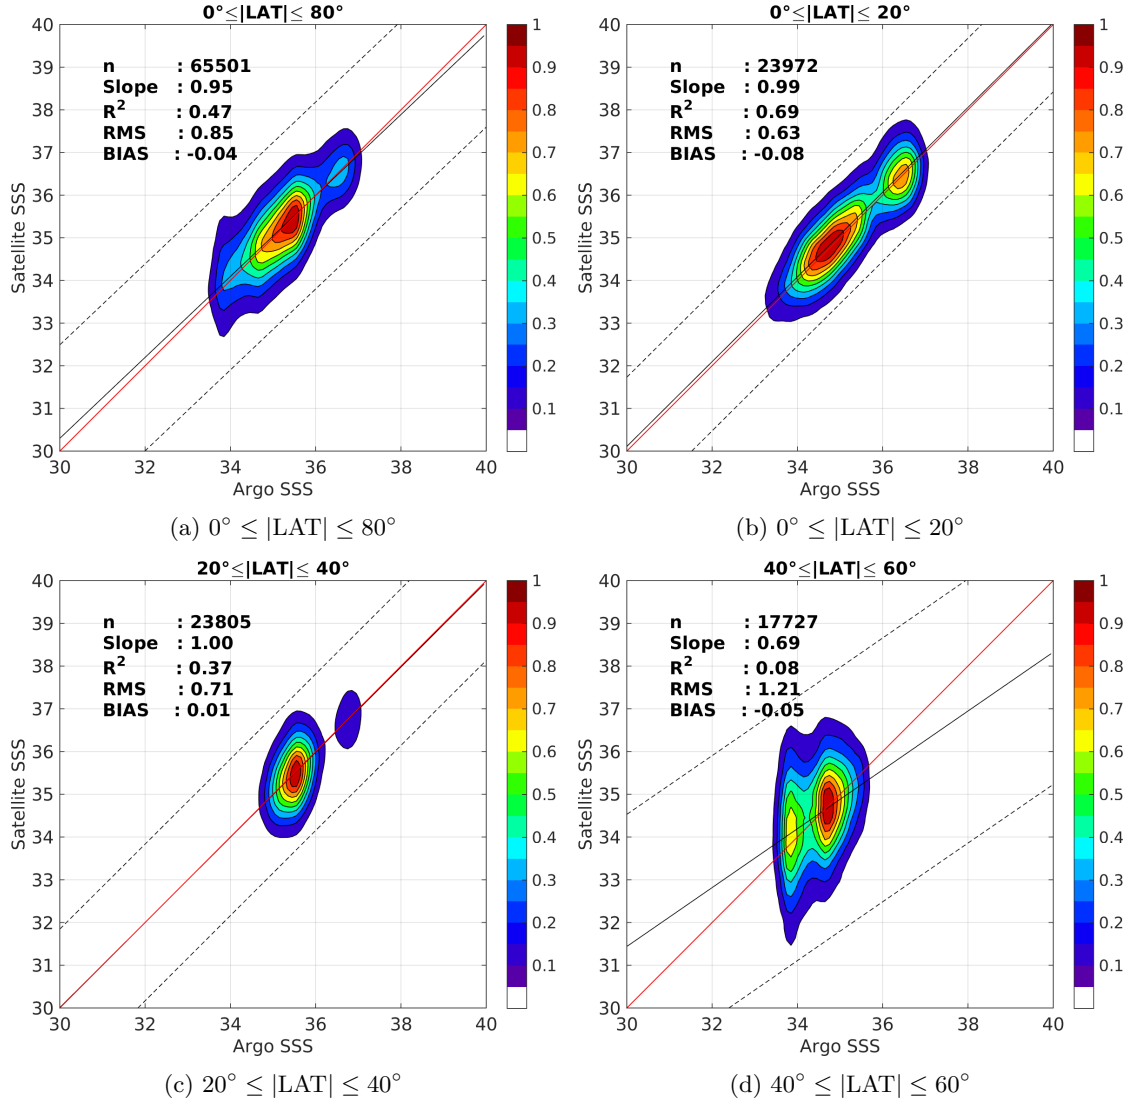 0°≤|LAT|≤ 80°
n : 65501
Slope : 0.95
R2 : 0.47
RMS : 0.85
BIAS : -0.04
40
39
38
37
36
35
34
33
32
31
30
30 32 34 36 38 40
Satellite SSS
Argo SSS
1
0.9
0.8
0.7
0.6
0.5
0.4
0.3
0.2
0.1
(a) 0° ≤ |LAT| ≤ 80°
0°≤|LAT|≤ 20°
n : 23972
Slope : 0.99
R2 : 0.69
RMS : 0.63
BIAS : -0.08
40
39
38
37
36
35
34
33
32
31
30
30 32 34 36 38 40
Satellite SSS
Argo SSS
1
0.9
0.8
0.7
0.6
0.5
0.4
0.3
0.2
0.1
(b) 0° ≤ |LAT| ≤ 20°
20°≤|LAT|≤ 40°
n : 23805
Slope : 1.00
R2 : 0.37
RMS : 0.71
BIAS : 0.01
40
39
38
37
36
35
34
33
32
31
30
30 32 34 36 38 40
Satellite SSS
Argo SSS
1
0.9
0.8
0.7
0.6
0.5
0.4
0.3
0.2
0.1
(c) 20° ≤ |LAT| ≤ 40°
40°≤|LAT|≤ 60°
n : 17727
Slope : 0.69
R2 : 0.08
RMS : 1.21
BIAS : -0.05
40
39
38
37
36
35
34
33
32
31
30
30 32 34 36 38 40
Satellite SSS
Argo SSS
1
0.9
0.8
0.7
0.6
0.5
0.4
0.3
0.2
0.1
(d) 40° ≤ |LAT| ≤ 60°